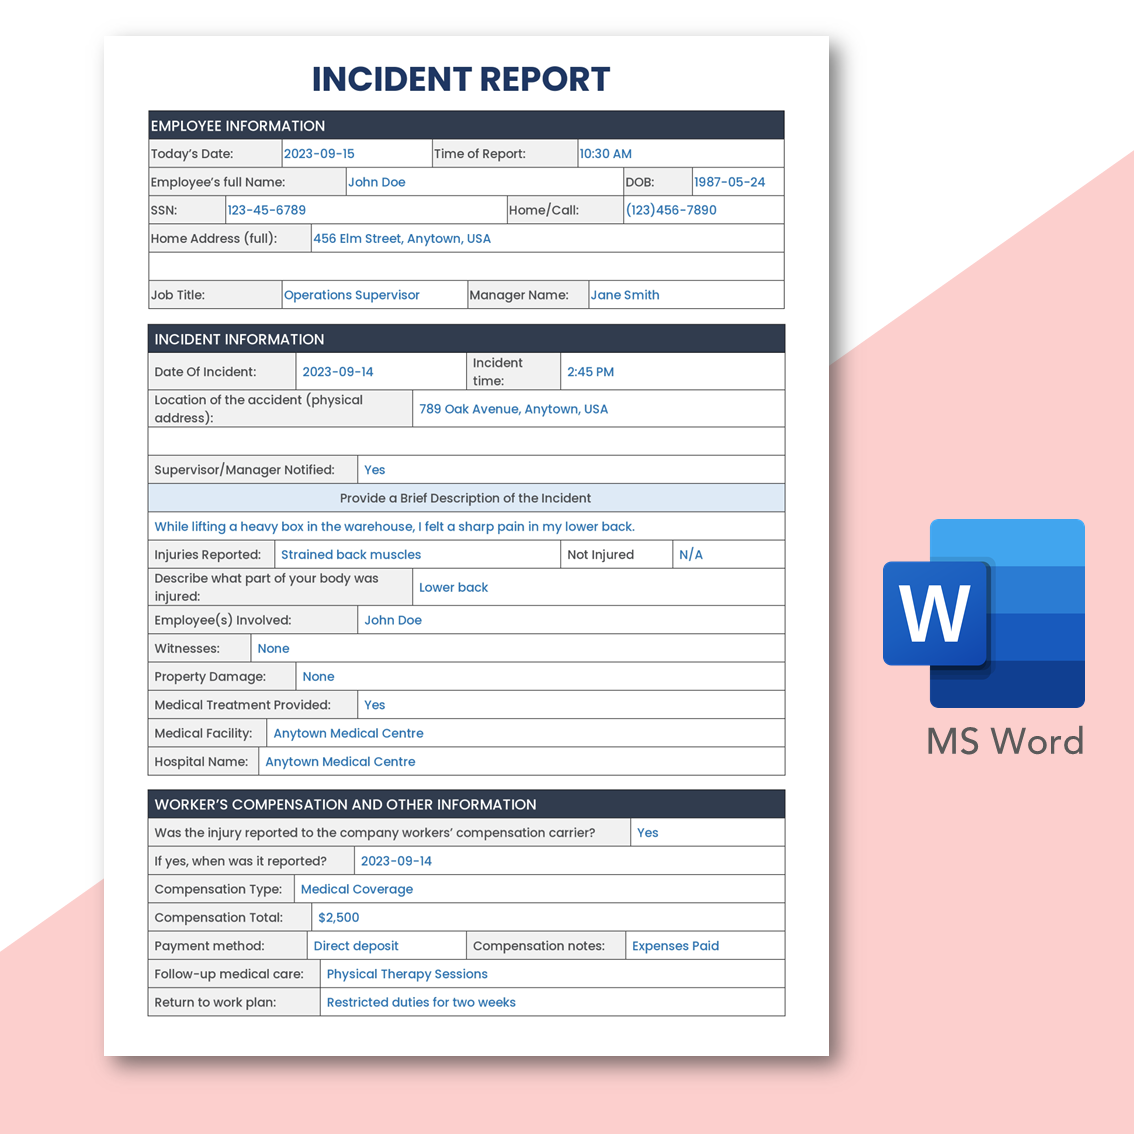 INCIDENT REPORT
EMPLOYEE INFORMATION
Today's Date: 2023-09-15 Time of Report: 10:30 AM
Employee's full Name: John Doe DOB: 1987-05-24
SSN: 123-45-6789 Home/Call: (123)456-7890
Home Address (full): 456 Elm Street, Anytown, USA
Job Title: Operations Supervisor Manager Name: Jane Smith
INCIDENT INFORMATION
Date Of Incident: 2023-09-14 Incident time: 2:45 PM
Location of the accident (physical address): 789 Oak Avenue, Anytown, USA
Supervisor/Manager Notified: Yes
Provide a Brief Description of the Incident
While lifting a heavy box in the warehouse, I felt a sharp pain in my lower back.
Injuries Reported: Strained back muscles Not Injured N/A
Describe what part of your body was injured: Lower back
Employee(s) Involved: John Doe
Witnesses: None
Property Damage: None
Medical Treatment Provided: Yes
Medical Facility: Anytown Medical Centre
Hospital Name: Anytown Medical Centre
WORKER'S COMPENSATION AND OTHER INFORMATION
Was the injury reported to the company workers' compensation carrier? Yes
If yes, when was it reported? 2023-09-14
Compensation Type: Medical Coverage
Compensation Total: $2,500
Payment method: Direct deposit Compensation notes: Expenses Paid
Follow-up medical care: Physical Therapy Sessions
Return to work plan: Restricted duties for two weeks
W
MS Word